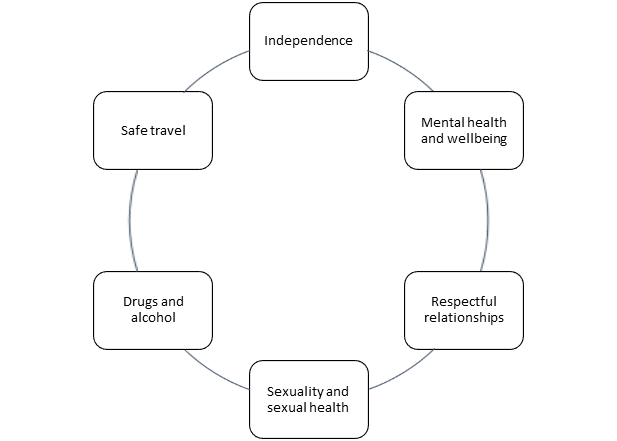 Independence
Mental health
and wellbeing
Respectful
relationships
Sexuality and
sexual health
Drugs and
alcohol
Safe travel